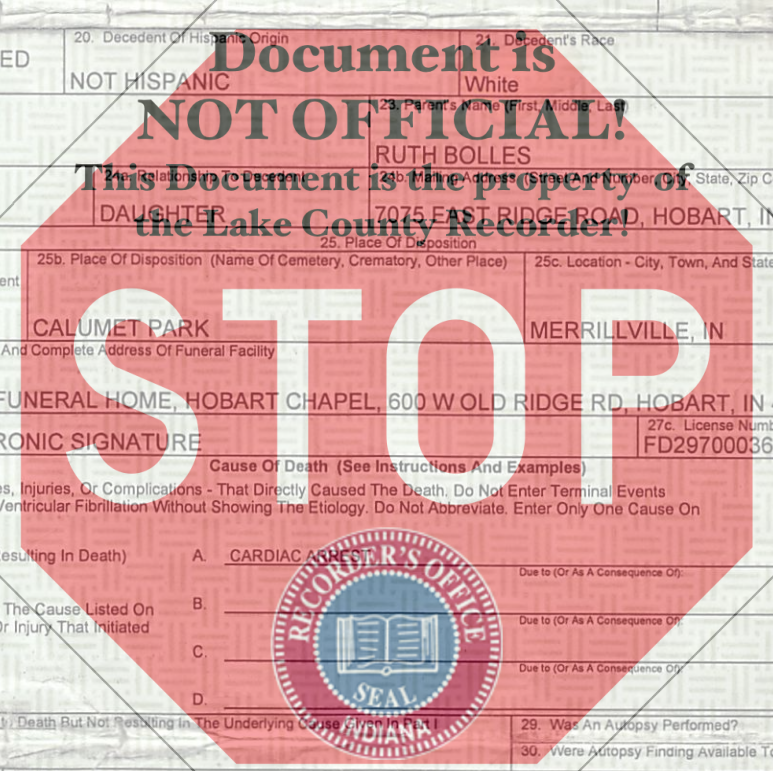 20. Decedent Of Hispanic Origin 21. Decedent's Race
ED NOT HISPANIC White
Document is
NOT OFFICIAL!
23. Parent's Name (First, Middle, Last)
RUTH BOLLES
This Document is the property of
the Lake County Recorder!
24a. Relationship To Decedent 24b. Mailing Address (Street And Number, City, State, Zip C
DAUGHTER 7075 EAST RIDGE ROAD, HOBART, IN
25. Place Of Disposition
ent 25b. Place Of Disposition (Name Of Cemetery, Crematory, Other Place) 25c. Location - City, Town, And State
CALUMET PARK MERRILLVILLE, IN
STOP
And Complete Address Of Funeral Facility
FUNERAL HOME, HOBART CHAPEL, 600 W OLD RIDGE RD, HOBART, IN
27c. License Numb
RONIC SIGNATURE FD29700036
Cause Of Death (See Instructions And Examples)
es, Injuries, Or Complications - That Directly Caused The Death. Do Not Enter Terminal Events
Ventricular Fibrillation Without Showing The Etiology. Do Not Abbreviate. Enter Only One Cause On
esulting In Death) A. CARDIAC ARREST
Due to (Or As A Consequence Of):
The Cause Listed On B.
Or Injury That Initiated Due to (Or As A Consequence Of):
C.
Due to (Or As A Consequence Of):
D.
RECORDER'S OFFICE
SEAL
INDIANA
Death But Not Resulting In The Underlying Cause Given In Part I 29. Was An Autopsy Performed?
30. Were Autopsy Finding Available To